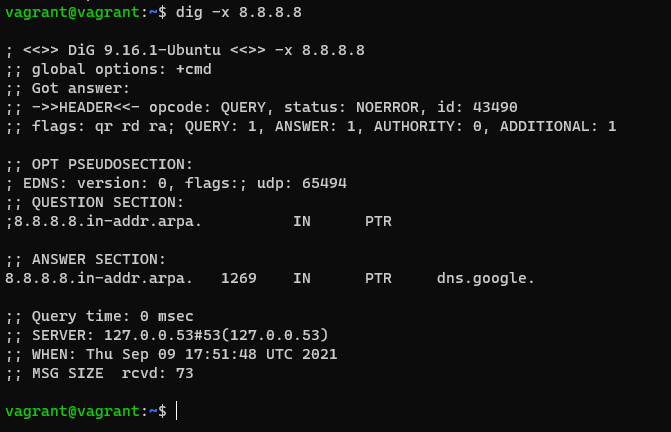 vagrant@vagrant:~$ dig -x 8.8.8.8

; <<>> DiG 9.16.1-Ubuntu <<>> -x 8.8.8.8
;; global options: +cmd
;; Got answer:
;; ->>HEADER<<- opcode: QUERY, status: NOERROR, id: 43490
;; flags: qr rd ra; QUERY: 1, ANSWER: 1, AUTHORITY: 0, ADDITIONAL: 1

;; OPT PSEUDOSECTION:
; EDNS: version: 0, flags:; udp: 65494
;; QUESTION SECTION:
;8.8.8.8.in-addr.arpa.          IN      PTR

;; ANSWER SECTION:
8.8.8.8.in-addr.arpa.   1269    IN      PTR     dns.google.

;; Query time: 0 msec
;; SERVER: 127.0.0.53#53(127.0.0.53)
;; WHEN: Thu Sep 09 17:51:48 UTC 2021
;; MSG SIZE  rcvd: 73

vagrant@vagrant:~$